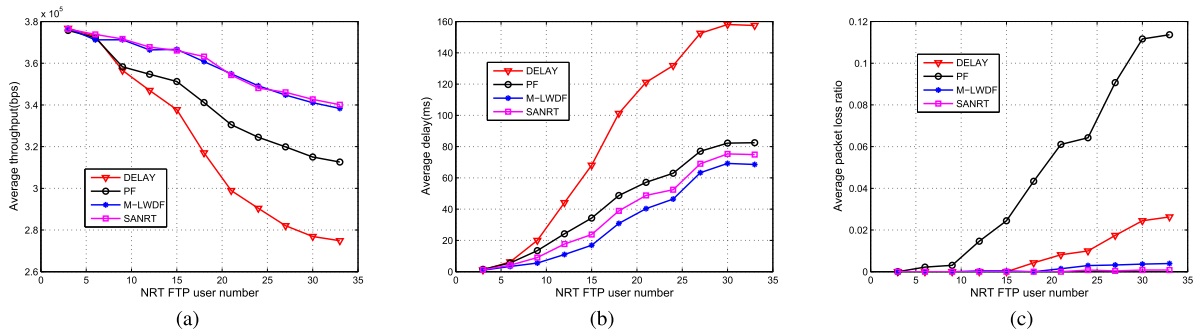 x 10⁵
3.8
3.6
3.4
3.2
3
2.8
2.6
0 5 10 15 20 25 30 35
Average throughput(bps)
NRT FTP user number
DELAY
PF
M-LWDF
SANRT
(a)
160
140
120
100
80
60
40
20
0
0 5 10 15 20 25 30 35
Average delay(ms)
NRT FTP user number
DELAY
PF
M-LWDF
SANRT
(b)
0.12
0.1
0.08
0.06
0.04
0.02
0
0 5 10 15 20 25 30 35
Average packet loss ratio
NRT FTP user number
DELAY
PF
M-LWDF
SANRT
(c)